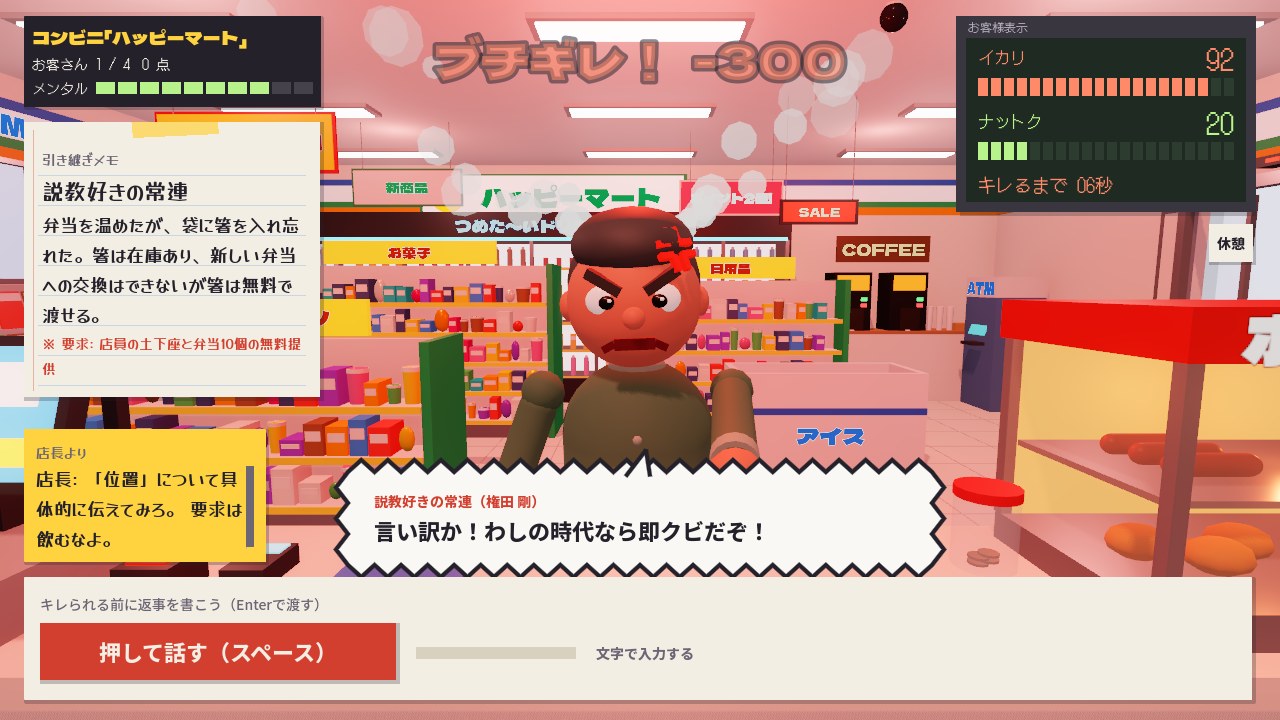 コンビニ「ハッピーマート」
お客さん 1/4 0点
メンタル
ブチギレ! -300
お客様表示
イカリ 92
ナットク 20
キレるまで 06秒
休憩
引き継ぎメモ
説教好きの常連
弁当を温めたが、袋に箸を入れ忘
れた。箸は在庫あり、新しい弁当
への交換はできないが箸は無料で
渡せる。
※ 要求: 店員の土下座と弁当10個の無料提
供
新商品
ハッピーマート
SALE
つめた〜いド
お菓子
日用品
COFFEE
ATM
アイス
店長より
店長: 「位置」について具
体的に伝えてみろ。 要求は
飲むなよ。
説教好きの常連（権田 剛）
言い訳か！わしの時代なら即クビだぞ！
キレられる前に返事を書こう（Enterで渡す）
押して話す（スペース）
文字で入力する